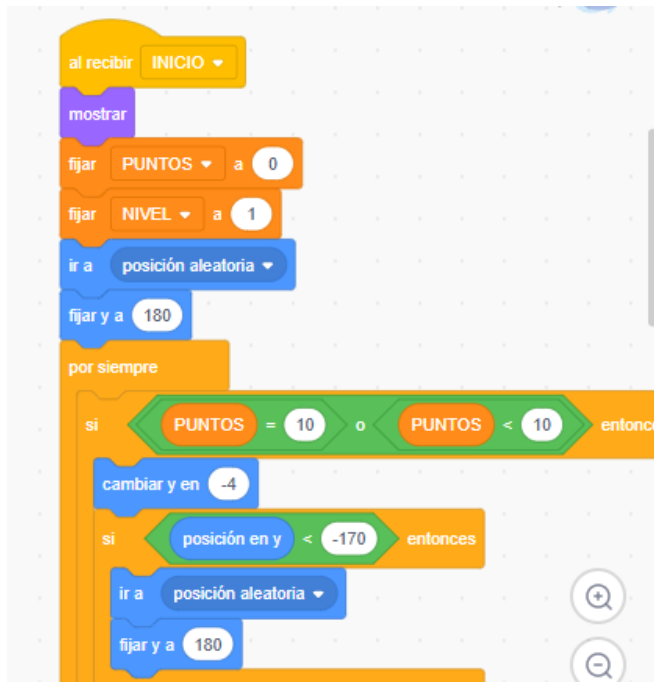 al recibir INICIO
mostrar
fijar PUNTOS a 0
fijar NIVEL a 1
ir a posición aleatoria
fijar y a 180
por siempre
si PUNTOS = 10 o PUNTOS < 10 entonc
cambiar y en -4
si posición en y < -170 entonces
ir a posición aleatoria
fijar y a 180